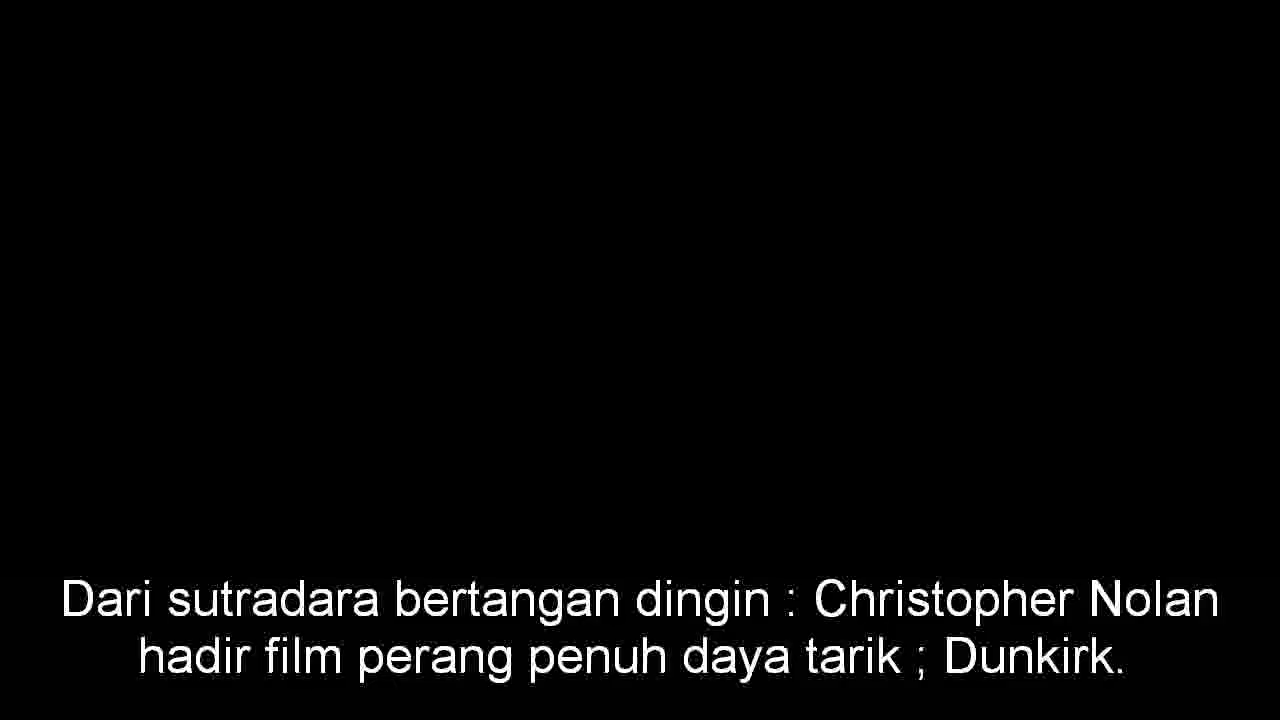 Dari sutradara bertangan dingin : Christopher Nolan
hadir film perang penuh daya tarik ; Dunkirk.